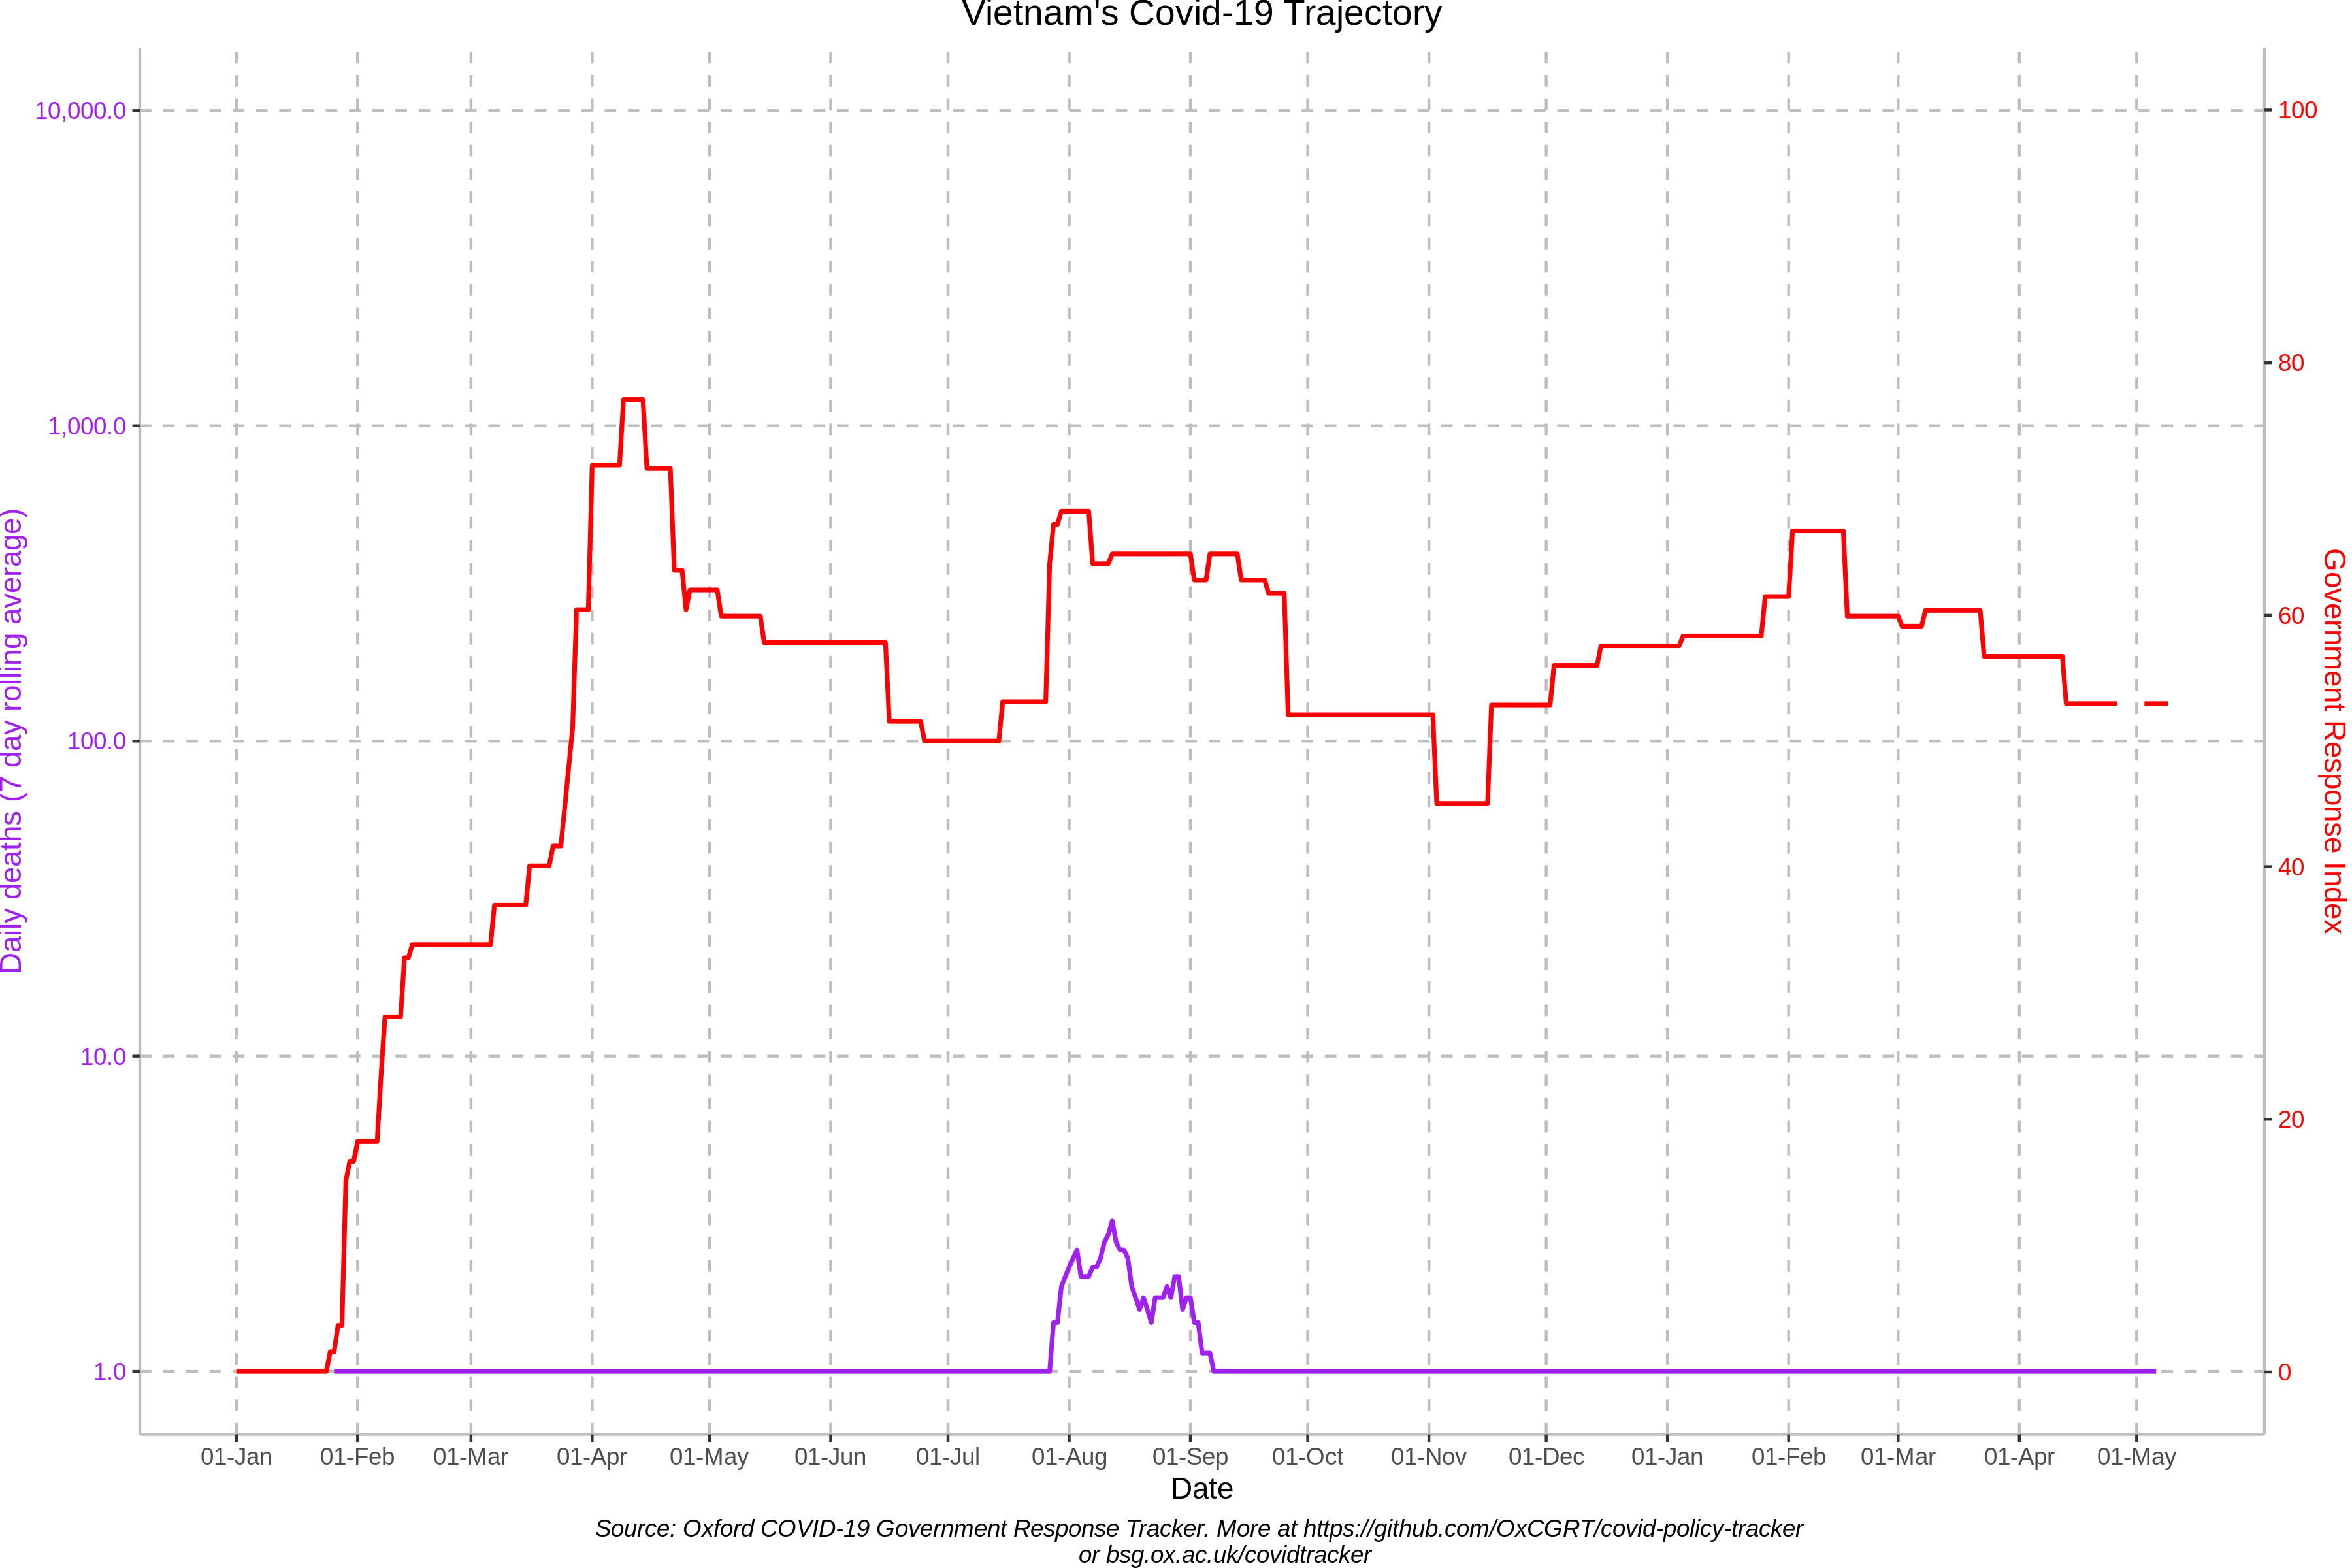 Vietnam's Covid-19 Trajectory
10,000.0
1,000.0
100.0
10.0
1.0
Daily deaths (7 day rolling average)
100
80
60
40
20
0
Government Response Index
01-Jan 01-Feb 01-Mar 01-Apr 01-May 01-Jun 01-Jul 01-Aug 01-Sep 01-Oct 01-Nov 01-Dec 01-Jan 01-Feb 01-Mar 01-Apr 01-May
Date
Source: Oxford COVID-19 Government Response Tracker. More at https://github.com/OxCGRT/covid-policy-tracker
or bsg.ox.ac.uk/covidtracker